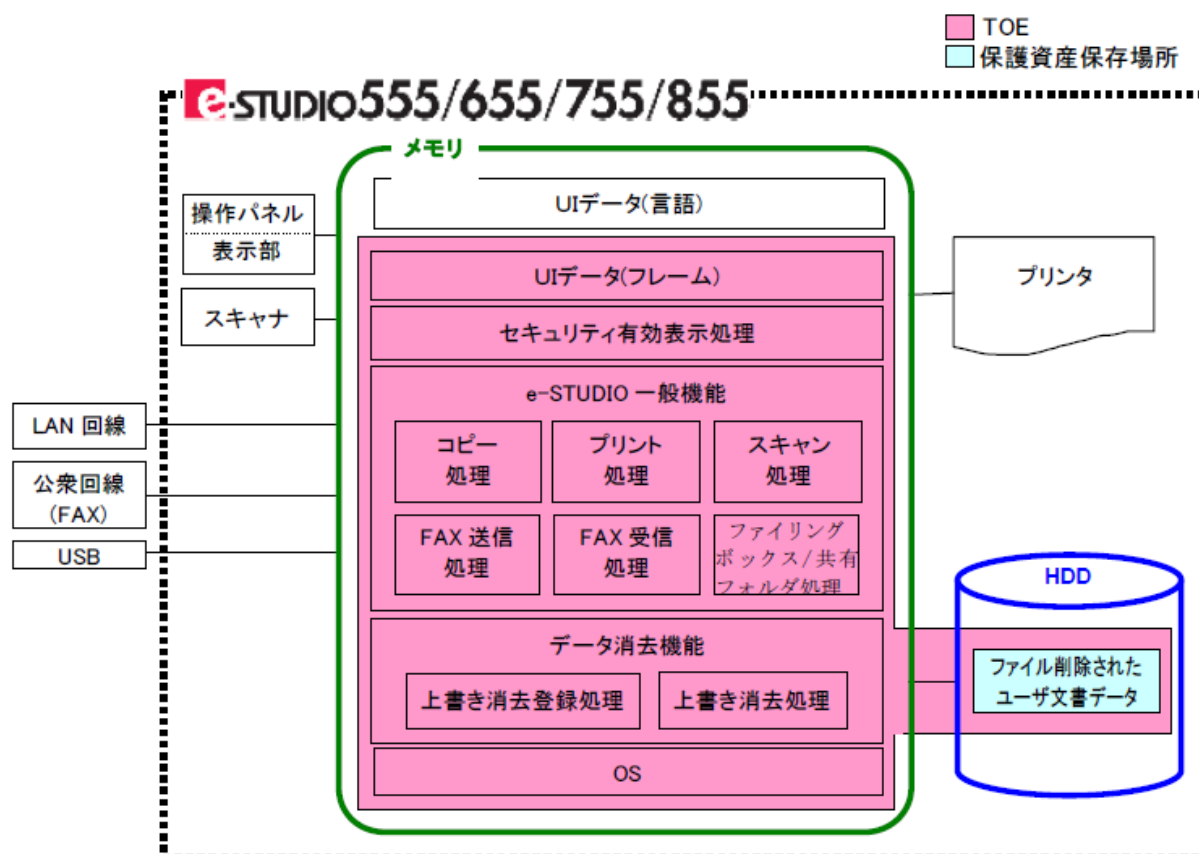 TOE
保護資産保存場所
e-STUDIO555/655/755/855
メモリ
UIデータ(言語)
操作パネル
表示部
UIデータ(フレーム)
プリンタ
スキャナ
セキュリティ有効表示処理
e-STUDIO 一般機能
LAN 回線
コピー
処理
プリント
処理
スキャン
処理
公衆回線
(FAX)
FAX 送信
処理
FAX 受信
処理
ファイリング
ボックス/共有
フォルダ処理
USB
HDD
データ消去機能
ファイル削除された
ユーザ文書データ
上書き消去登録処理
上書き消去処理
OS